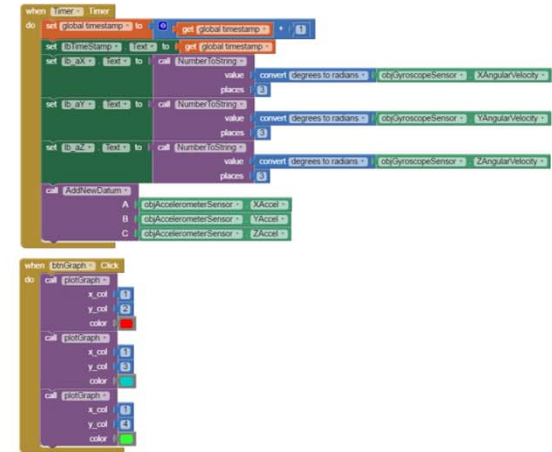 when Timer Timer
do set global timestamp to get global timestamp + 1
set lbTimeStamp . Text to get global timestamp
set lb_aX . Text to call NumberToString
value convert degrees to radians objGyroscopeSensor . XAngularVelocity
places 3
set lb_aY . Text to call NumberToString
value convert degrees to radians objGyroscopeSensor . YAngularVelocity
places 3
set lb_aZ . Text to call NumberToString
value convert degrees to radians objGyroscopeSensor . ZAngularVelocity
places 3
call AddNewDatum
A objAccelerometerSensor . XAccel
B objAccelerometerSensor . YAccel
C objAccelerometerSensor . ZAccel
when btnGraph . Click
do call plotGraph
x_col 1
y_col 2
color
call plotGraph
x_col 1
y_col 3
color
call plotGraph
x_col 1
y_col 4
color